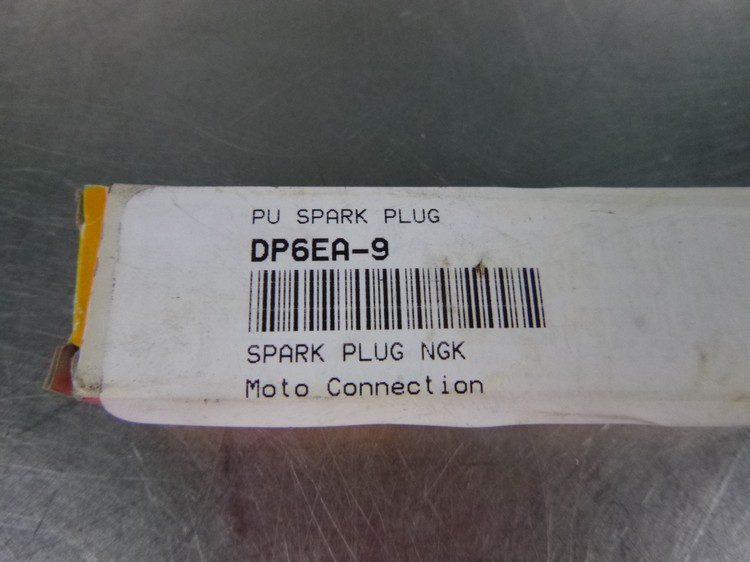 PU SPARK PLUG
DP6EA-9
SPARK PLUG NGK
Moto Connection